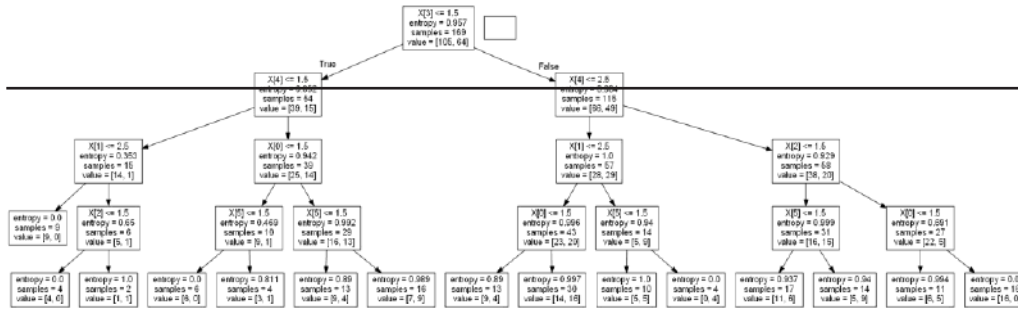 X[3] <= 1.5
entropy = 0.957
samples = 169
value = [105, 64]
True
False
X[4] <= 1.5
samples = 54
value = [39, 15]
X[4] <= 2.5
samples = 115
value = [66, 49]
X[1] <= 2.5
entropy = 0.353
samples = 15
value = [14, 1]
X[0] <= 1.5
entropy = 0.942
samples = 39
value = [25, 14]
X[1] <= 2.5
entropy = 1.0
samples = 57
value = [28, 29]
X[2] <= 1.5
entropy = 0.929
samples = 58
value = [38, 20]
entropy = 0.0
samples = 9
value = [9, 0]
X[2] <= 1.5
entropy = 0.65
samples = 6
value = [5, 1]
X[5] <= 1.5
entropy = 0.469
samples = 10
value = [9, 1]
X[5] <= 1.5
entropy = 0.992
samples = 29
value = [16, 13]
X[0] <= 1.5
entropy = 0.996
samples = 43
value = [23, 20]
X[5] <= 1.5
entropy = 0.94
samples = 14
value = [5, 9]
X[5] <= 1.5
entropy = 0.999
samples = 31
value = [16, 15]
X[0] <= 1.5
entropy = 0.691
samples = 27
value = [22, 5]
entropy = 0.0
samples = 4
value = [4, 0]
entropy = 1.0
samples = 2
value = [1, 1]
entropy = 0.0
samples = 6
value = [6, 0]
entropy = 0.811
samples = 4
value = [3, 1]
entropy = 0.89
samples = 13
value = [9, 4]
entropy = 0.989
samples = 16
value = [7, 9]
entropy = 0.89
samples = 13
value = [9, 4]
entropy = 0.997
samples = 30
value = [14, 16]
entropy = 1.0
samples = 10
value = [5, 5]
entropy = 0.0
samples = 4
value = [0, 4]
entropy = 0.937
samples = 17
value = [11, 6]
entropy = 0.94
samples = 14
value = [5, 9]
entropy = 0.994
samples = 11
value = [6, 5]
entropy = 0.0
samples = 16
value = [16, 0]